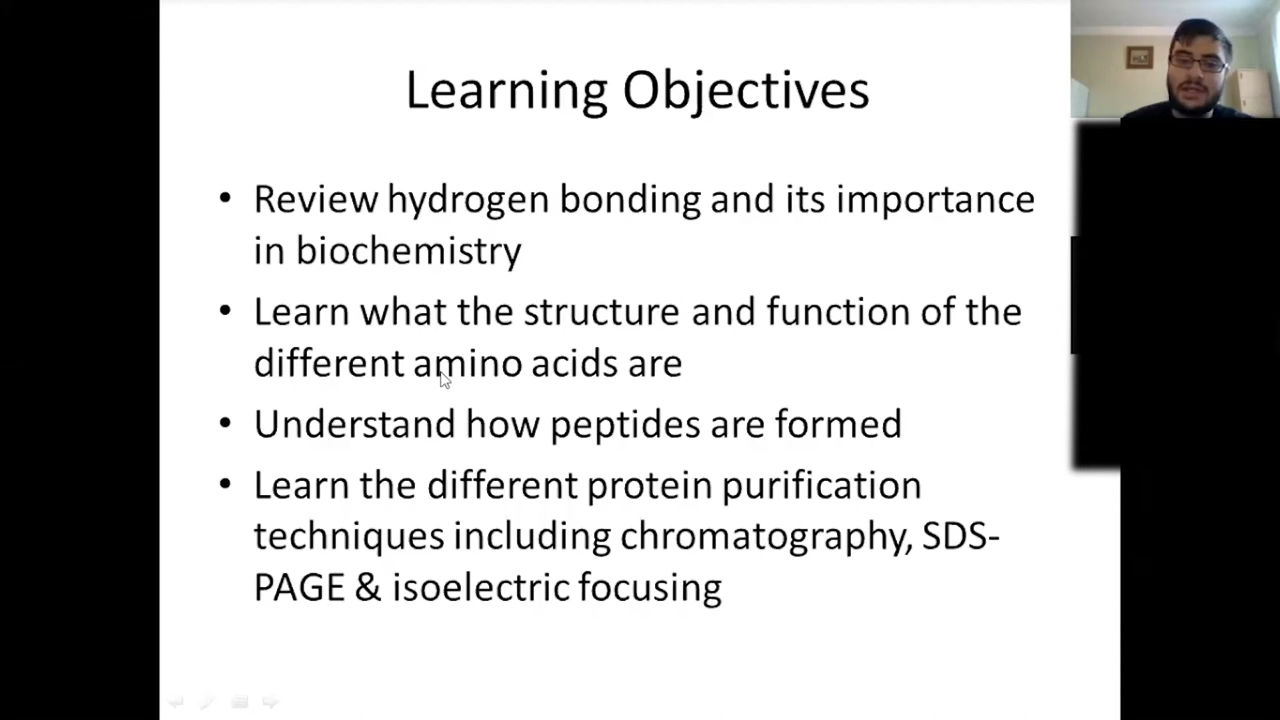 Learning Objectives
• Review hydrogen bonding and its importance
in biochemistry
• Learn what the structure and function of the
different amino acids are
• Understand how peptides are formed
• Learn the different protein purification
techniques including chromatography, SDS-
PAGE & isoelectric focusing